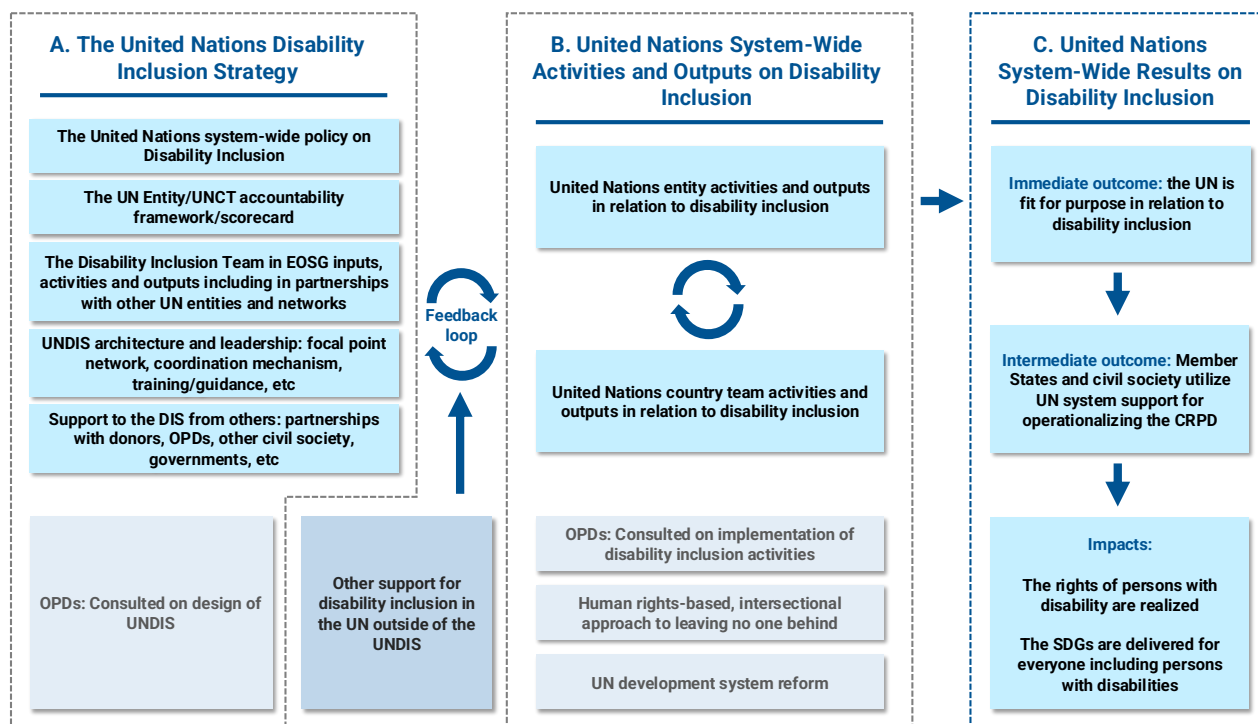 A. The United Nations Disability
Inclusion Strategy
The United Nations system-wide policy on
Disability Inclusion
The UN Entity/UNCT accountability
framework/scorecard
The Disability Inclusion Team in EOSG inputs,
activities and outputs including in partnerships
with other UN entities and networks
UNDIS architecture and leadership: focal point
network, coordination mechanism,
training/guidance, etc
Support to the DIS from others: partnerships
with donors, OPDs, other civil society,
governments, etc
OPDs: Consulted on design of
UNDIS
Other support for
disability inclusion in
the UN outside of the
UNDIS
Feedback
loop
B. United Nations System-Wide
Activities and Outputs on Disability
Inclusion
United Nations entity activities and outputs
in relation to disability inclusion
United Nations country team activities and
outputs in relation to disability inclusion
OPDs: Consulted on implementation of
disability inclusion activities
Human rights-based, intersectional
approach to leaving no one behind
UN development system reform
C. United Nations
System-Wide Results on
Disability Inclusion
Immediate outcome: the UN is
fit for purpose in relation to
disability inclusion
Intermediate outcome: Member
States and civil society utilize
UN system support for
operationalizing the CRPD
Impacts:
The rights of persons with
disability are realized
The SDGs are delivered for
everyone including persons
with disabilities